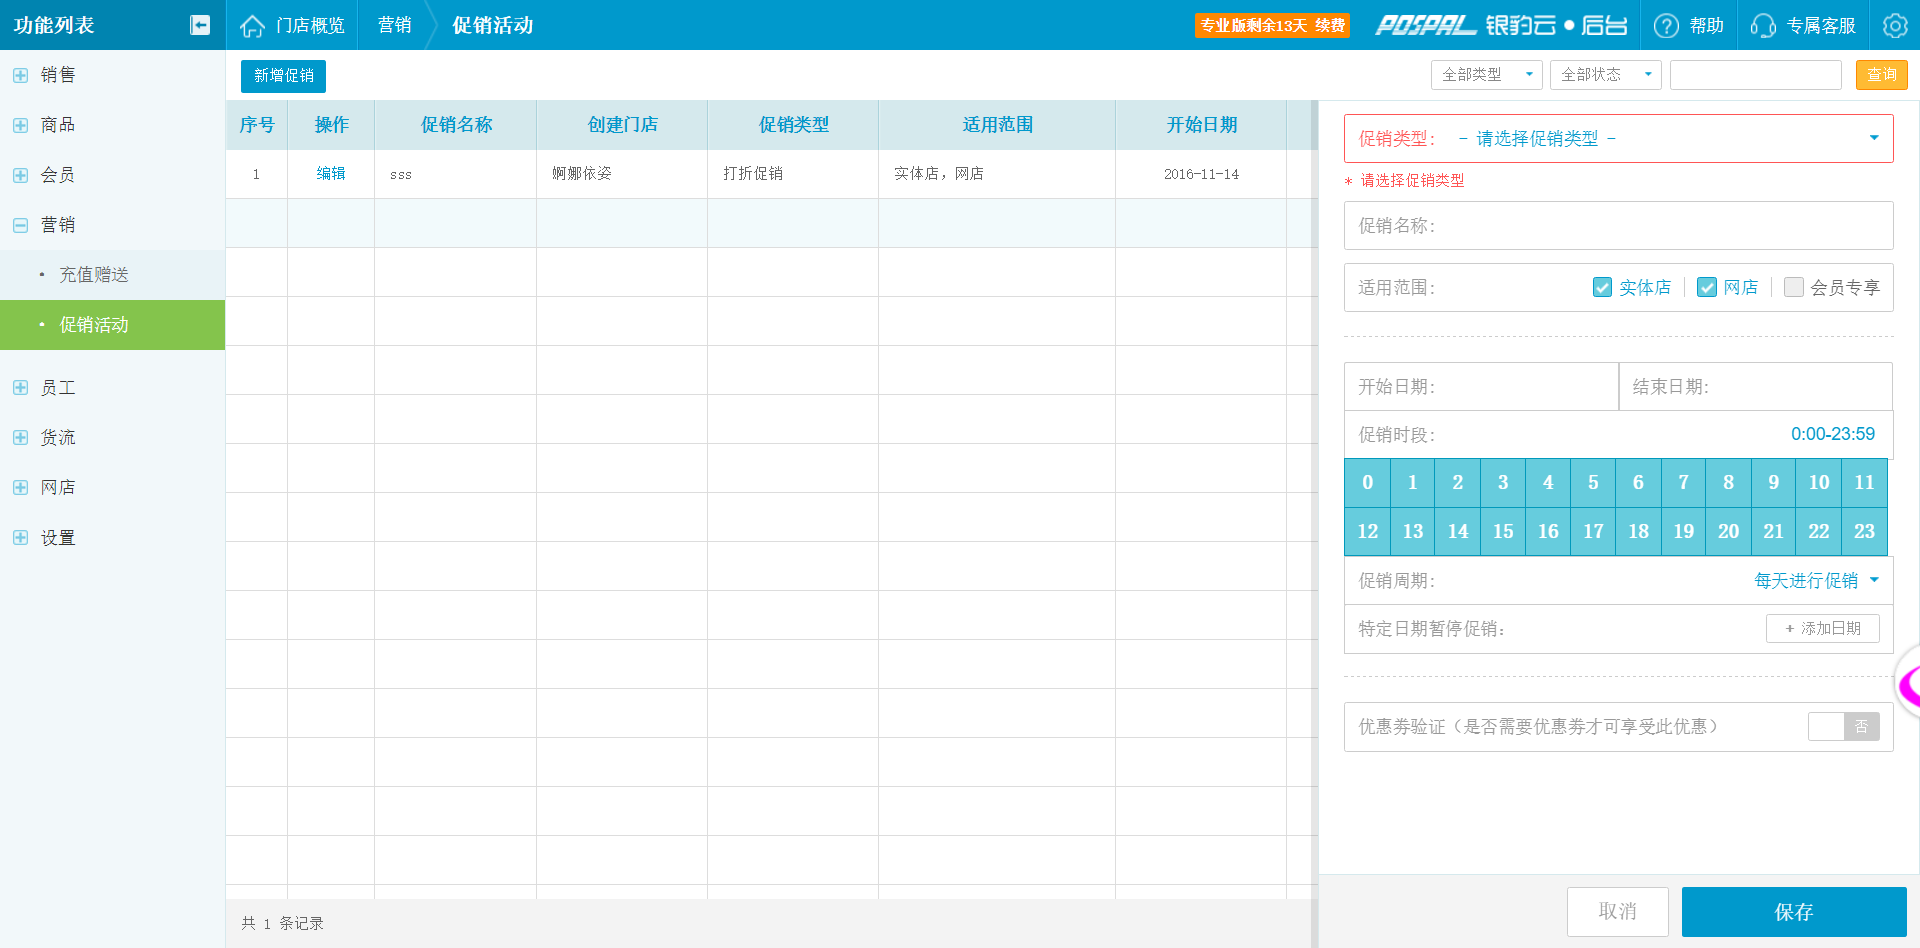 功能列表
门店概览
营销
促销活动
专业版剩余13天 续费
POSPAL 银豹云●后台
帮助
专属客服
销售
商品
会员
营销
• 充值赠送
• 促销活动
员工
货流
网店
设置
新增促销
全部类型
全部状态
查询
序号 操作 促销名称 创建门店 促销类型 适用范围 开始日期
1 编辑 sss 婀娜依姿 打折促销 实体店，网店 2016-11-14
共 1 条记录
促销类型： - 请选择促销类型 -
* 请选择促销类型
促销名称：
适用范围： 实体店 网店 会员专享
开始日期： 结束日期：
促销时段： 0:00-23:59
0 1 2 3 4 5 6 7 8 9 10 11
12 13 14 15 16 17 18 19 20 21 22 23
促销周期： 每天进行促销
特定日期暂停促销： + 添加日期
优惠券验证（是否需要优惠券才可享受此优惠） 否
取消 保存